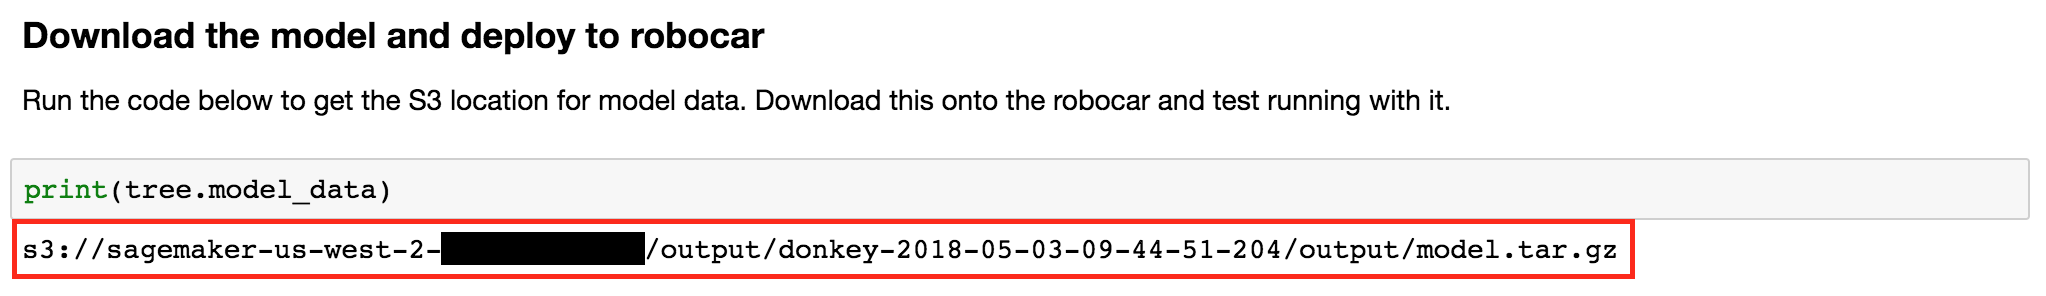 Download the model and deploy to robocar
Run the code below to get the S3 location for model data. Download this onto the robocar and test running with it.
print(tree.model_data)
s3://sagemaker-us-west-2-/output/donkey-2018-05-03-09-44-51-204/output/model.tar.gz